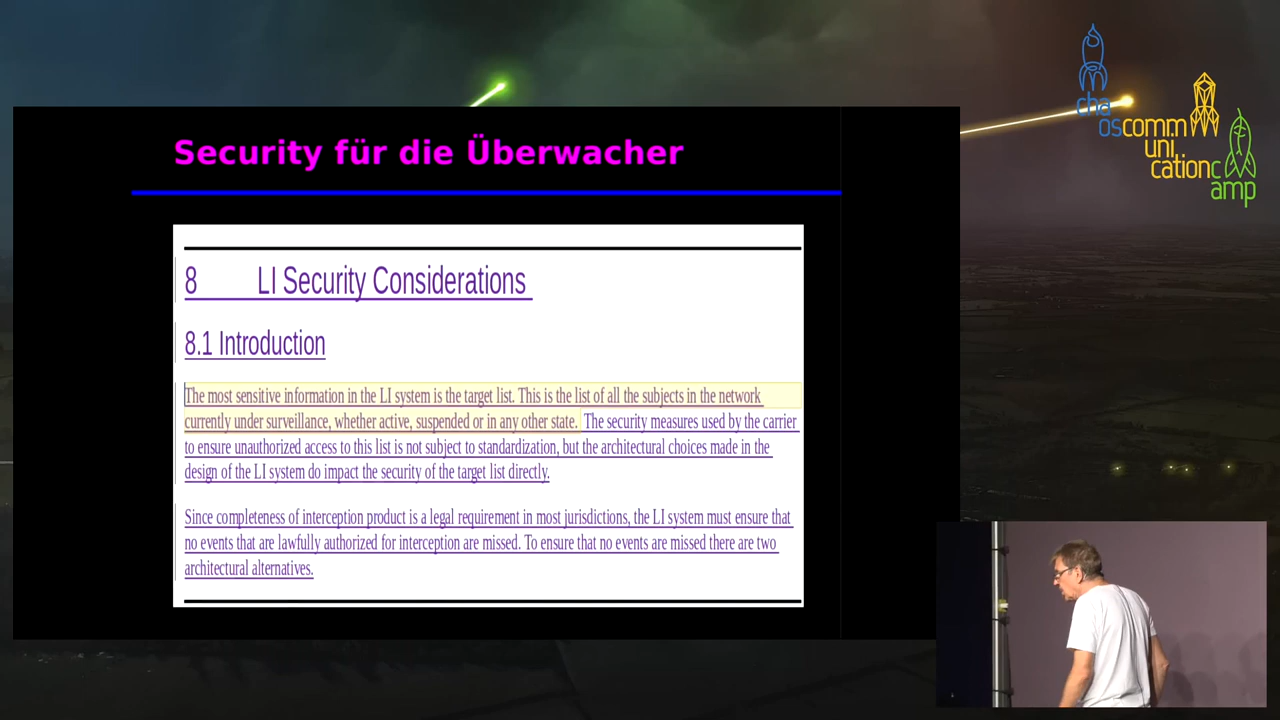 Security für die Überwacher
8 LI Security Considerations
8.1 Introduction
The most sensitive information in the LI system is the target list. This is the list of all the subjects in the network
currently under surveillance, whether active, suspended or in any other state. The security measures used by the carrier
to ensure unauthorized access to this list is not subject to standardization, but the architectural choices made in the
design of the LI system do impact the security of the target list directly.
Since completeness of interception product is a legal requirement in most jurisdictions, the LI system must ensure that
no events that are lawfully authorized for interception are missed. To ensure that no events are missed there are two
architectural alternatives.
cha
oscomm
uni
cationc
amp